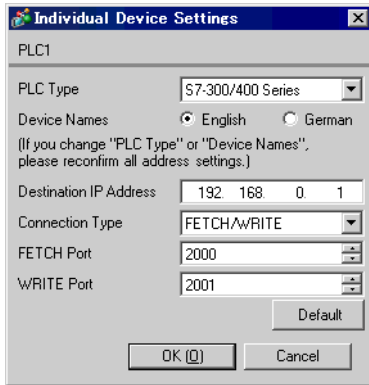 Individual Device Settings
PLC1
PLC Type S7-300/400 Series
Device Names English German
(If you change "PLC Type" or "Device Names",
please reconfirm all address settings.)
Destination IP Address 192. 168. 0. 1
Connection Type FETCH/WRITE
FETCH Port 2000
WRITE Port 2001
Default
OK (O) Cancel